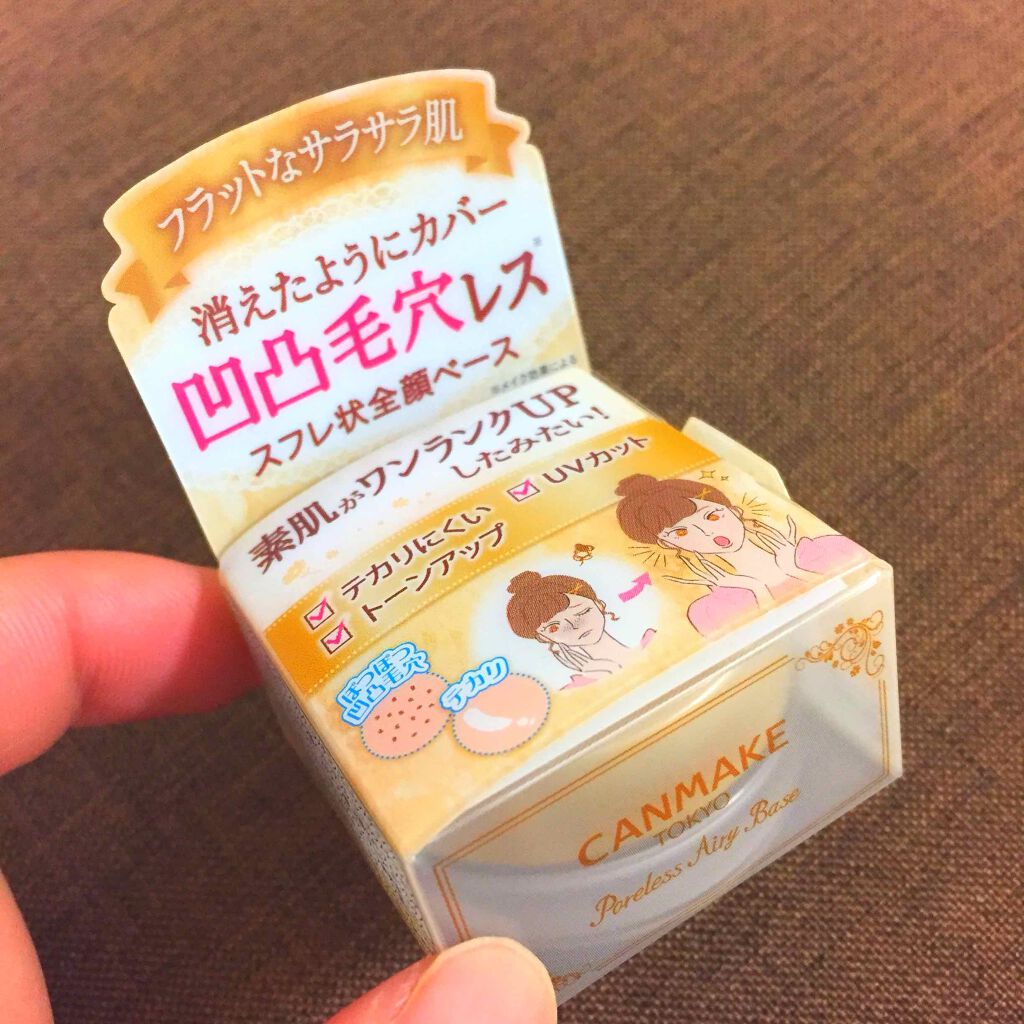 フラットなサラサラ肌
消えたようにカバー
凹凸毛穴レス※
スフレ状全顔ベース
※メイク効果による
素肌がワンランクUP
したみたい!
テカリにくい
トーンアップ
UVカット
ぽつぽつ
凹凸毛穴
テカリ
CANMAKE
TOKYO
Poreless Airy Base